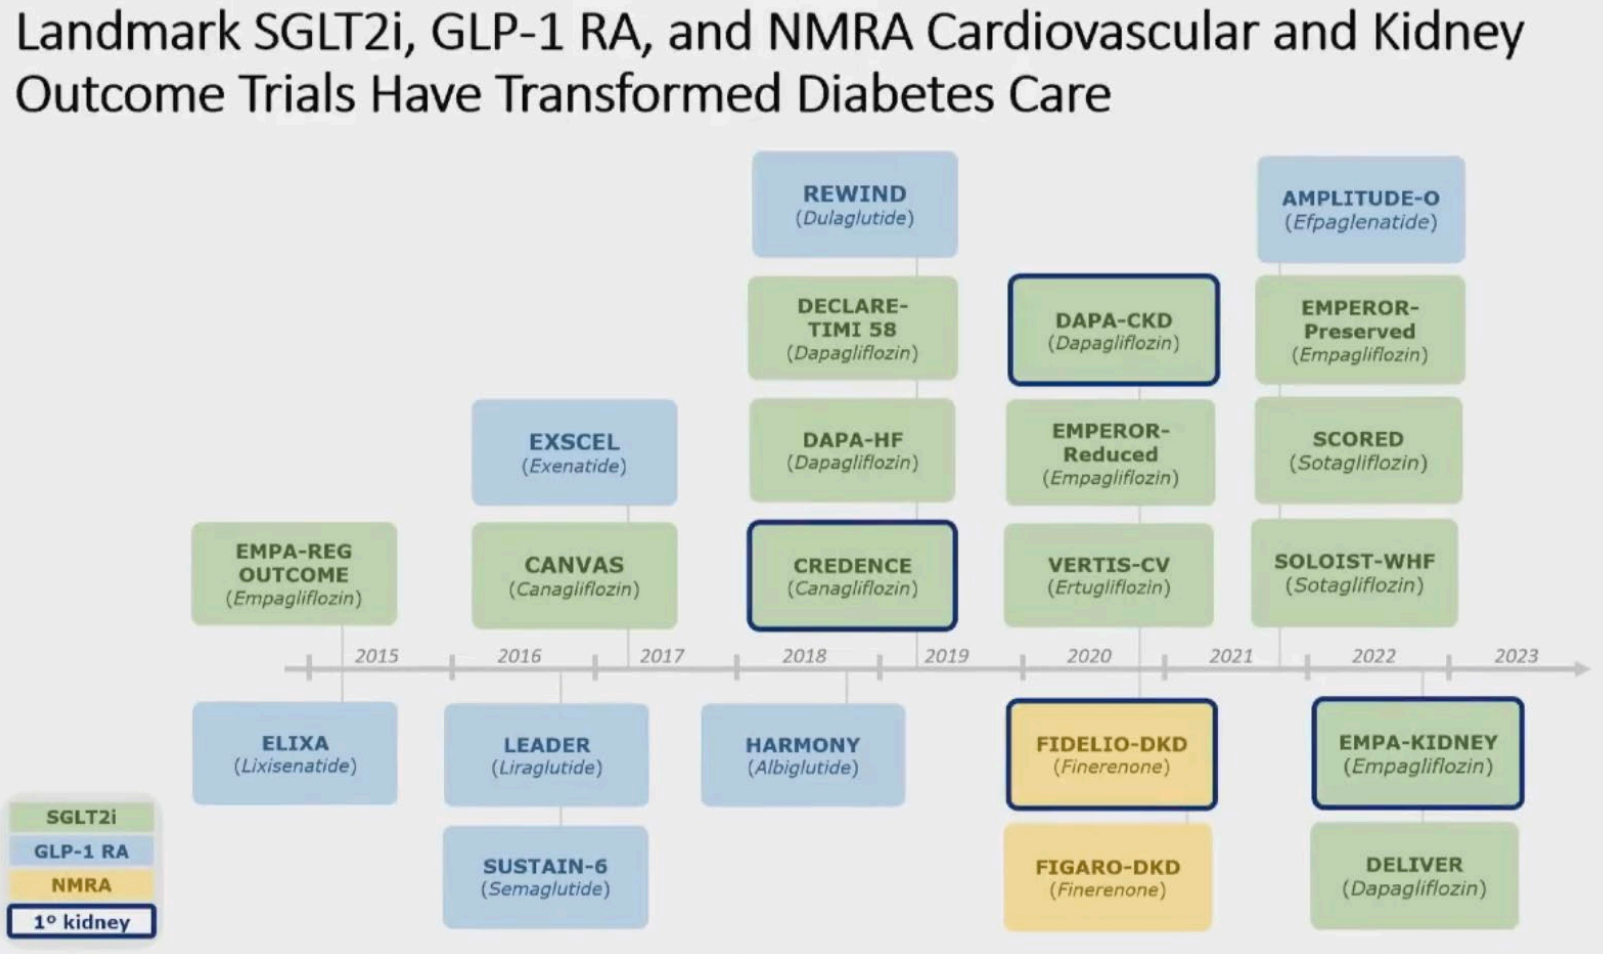 Landmark SGLT2i, GLP-1 RA, and NMRA Cardiovascular and Kidney
Outcome Trials Have Transformed Diabetes Care
REWIND
(Dulaglutide)
AMPLITUDE-O
(Efpaglenatide)
DECLARE-
TIMI 58
(Dapagliflozin)
DAPA-CKD
(Dapagliflozin)
EMPEROR-
Preserved
(Empagliflozin)
EXSCEL
(Exenatide)
DAPA-HF
(Dapagliflozin)
EMPEROR-
Reduced
(Empagliflozin)
SCORED
(Sotagliflozin)
EMPA-REG
OUTCOME
(Empagliflozin)
CANVAS
(Canagliflozin)
CREDENCE
(Canagliflozin)
VERTIS-CV
(Ertugliflozin)
SOLOIST-WHF
(Sotagliflozin)
2015 2016 2017 2018 2019 2020 2021 2022 2023
ELIXA
(Lixisenatide)
LEADER
(Liraglutide)
HARMONY
(Albiglutide)
FIDELIO-DKD
(Finerenone)
EMPA-KIDNEY
(Empagliflozin)
SUSTAIN-6
(Semaglutide)
FIGARO-DKD
(Finerenone)
DELIVER
(Dapagliflozin)
SGLT2i
GLP-1 RA
NMRA
1º kidney